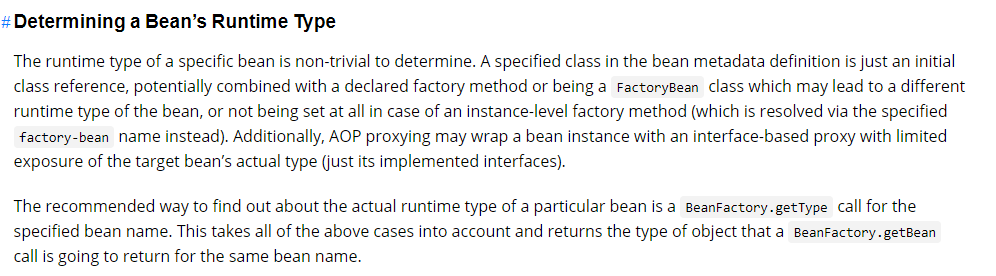 # Determining a Bean’s Runtime Type
The runtime type of a specific bean is non-trivial to determine. A specified class in the bean metadata definition is just an initial
class reference, potentially combined with a declared factory method or being a FactoryBean class which may lead to a different
runtime type of the bean, or not being set at all in case of an instance-level factory method (which is resolved via the specified
factory-bean name instead). Additionally, AOP proxying may wrap a bean instance with an interface-based proxy with limited
exposure of the target bean’s actual type (just its implemented interfaces).
The recommended way to find out about the actual runtime type of a particular bean is a BeanFactory.getType call for the
specified bean name. This takes all of the above cases into account and returns the type of object that a BeanFactory.getBean
call is going to return for the same bean name.